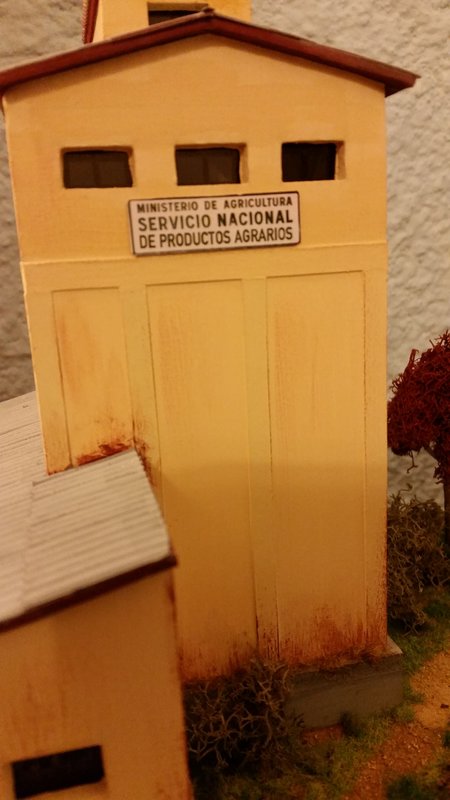 MINISTERIO DE AGRICULTURA
SERVICIO NACIONAL
DE PRODUCTOS AGRARIOS